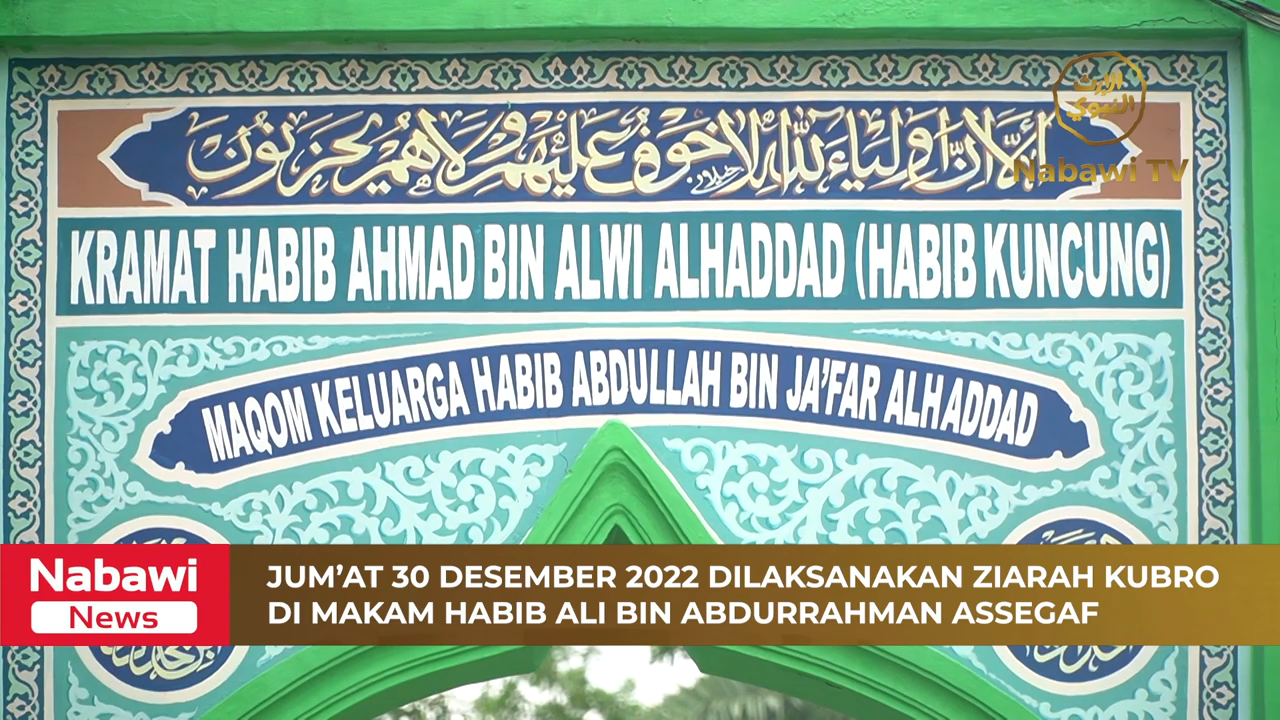 الارث
النبوي
Nabawi TV
ألا إن أولياء الله لا خوف عليهم ولا هم يحزنون
KRAMAT HABIB AHMAD BIN ALWI ALHADDAD (HABIB KUNCUNG)
MAQOM KELUARGA HABIB ABDULLAH BIN JA'FAR ALHADDAD
Nabawi
News
JUM'AT 30 DESEMBER 2022 DILAKSANAKAN ZIARAH KUBRO
DI MAKAM HABIB ALI BIN ABDURRAHMAN ASSEGAF